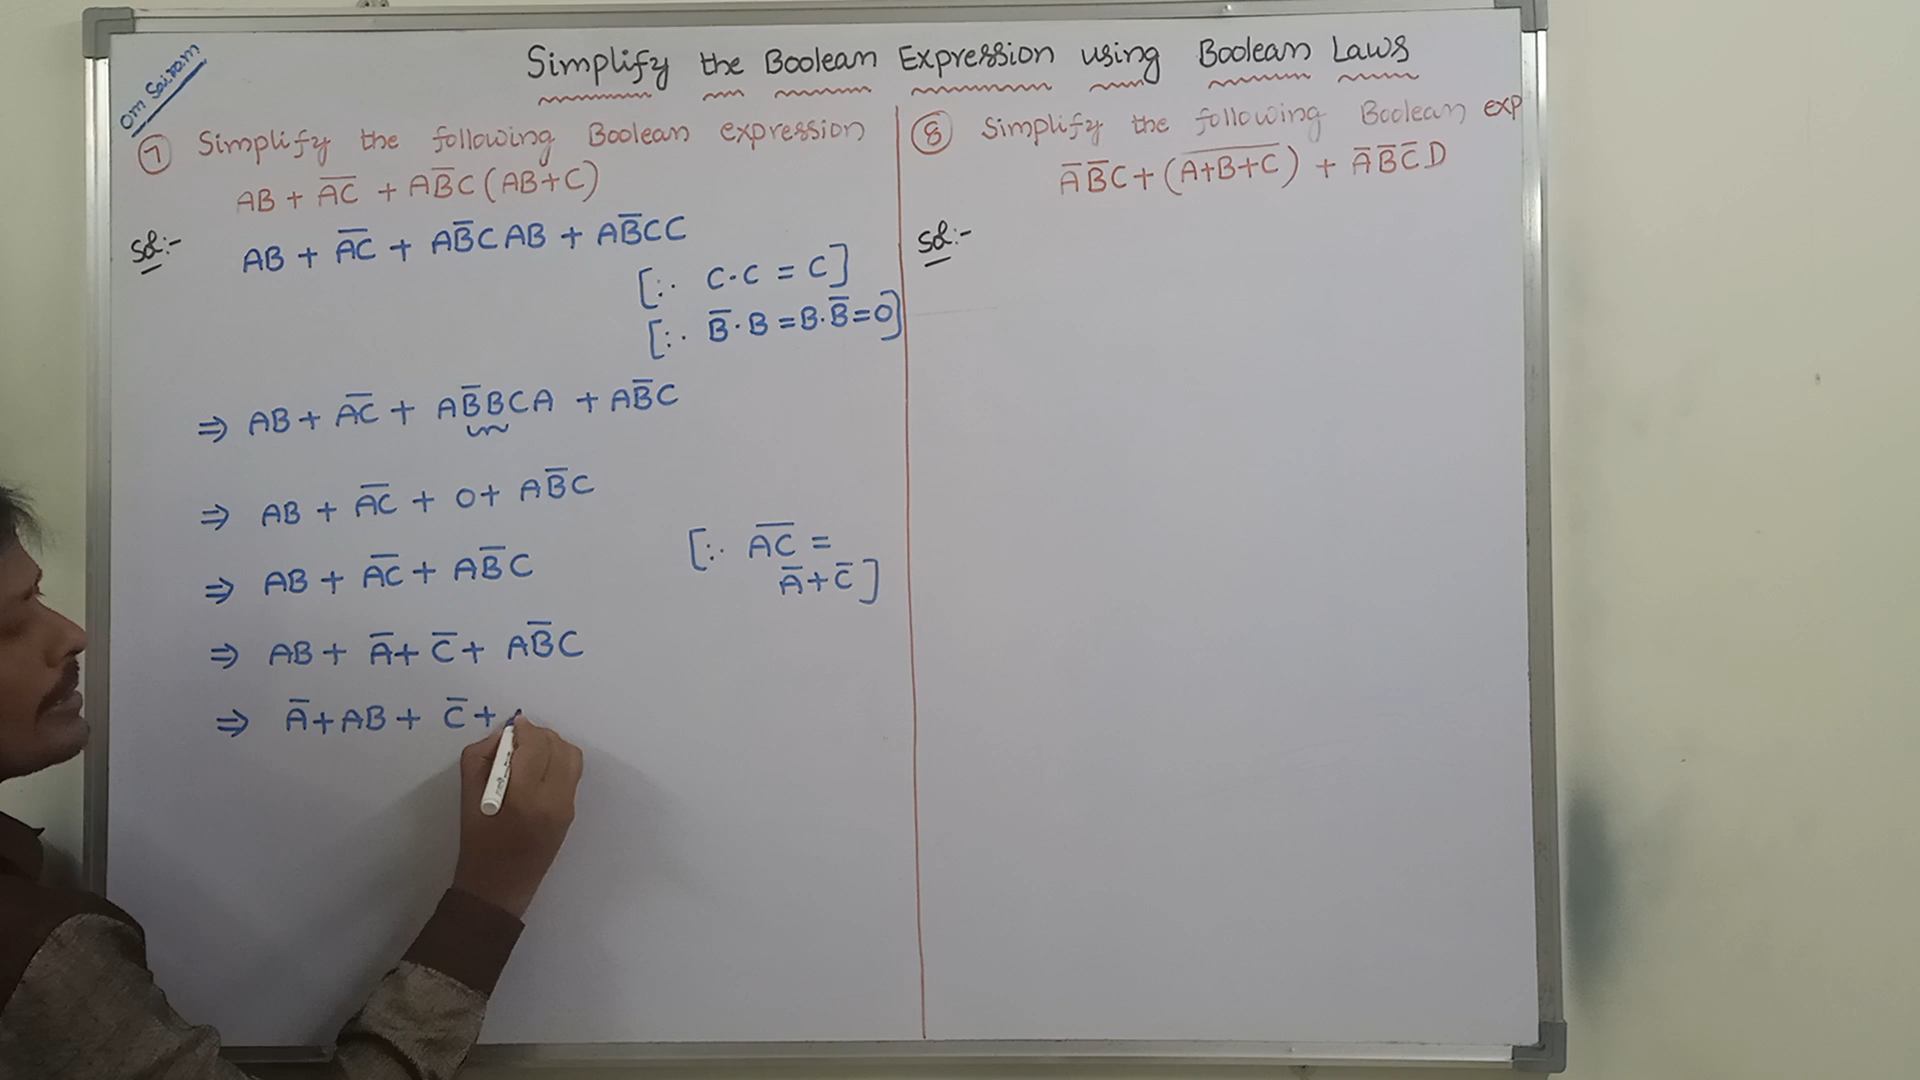 Simplify the Boolean Expression using Boolean Laws
Om Sairam
⑦ Simplify the following Boolean expression
AB + A̅C̅ + AB̅C (AB+C)
Sol:-
AB + A̅C̅ + AB̅CAB + AB̅CC
[∵ C·C = C]
[∵ B̅·B = B·B̅ = 0]
⇒ AB + A̅C̅ + AB̅BCA + AB̅C
⇒ AB + A̅C̅ + 0 + AB̅C
⇒ AB + A̅C̅ + AB̅C
[∵ A̅C̅ =
A̅ + C̅]
⇒ AB + A̅ + C̅ + AB̅C
⇒ A̅ + AB + C̅ +
⑧ Simplify the following Boolean exp
A̅B̅C + (A̅+̅B̅+̅C̅) + A̅B̅C̅D
Sol:-